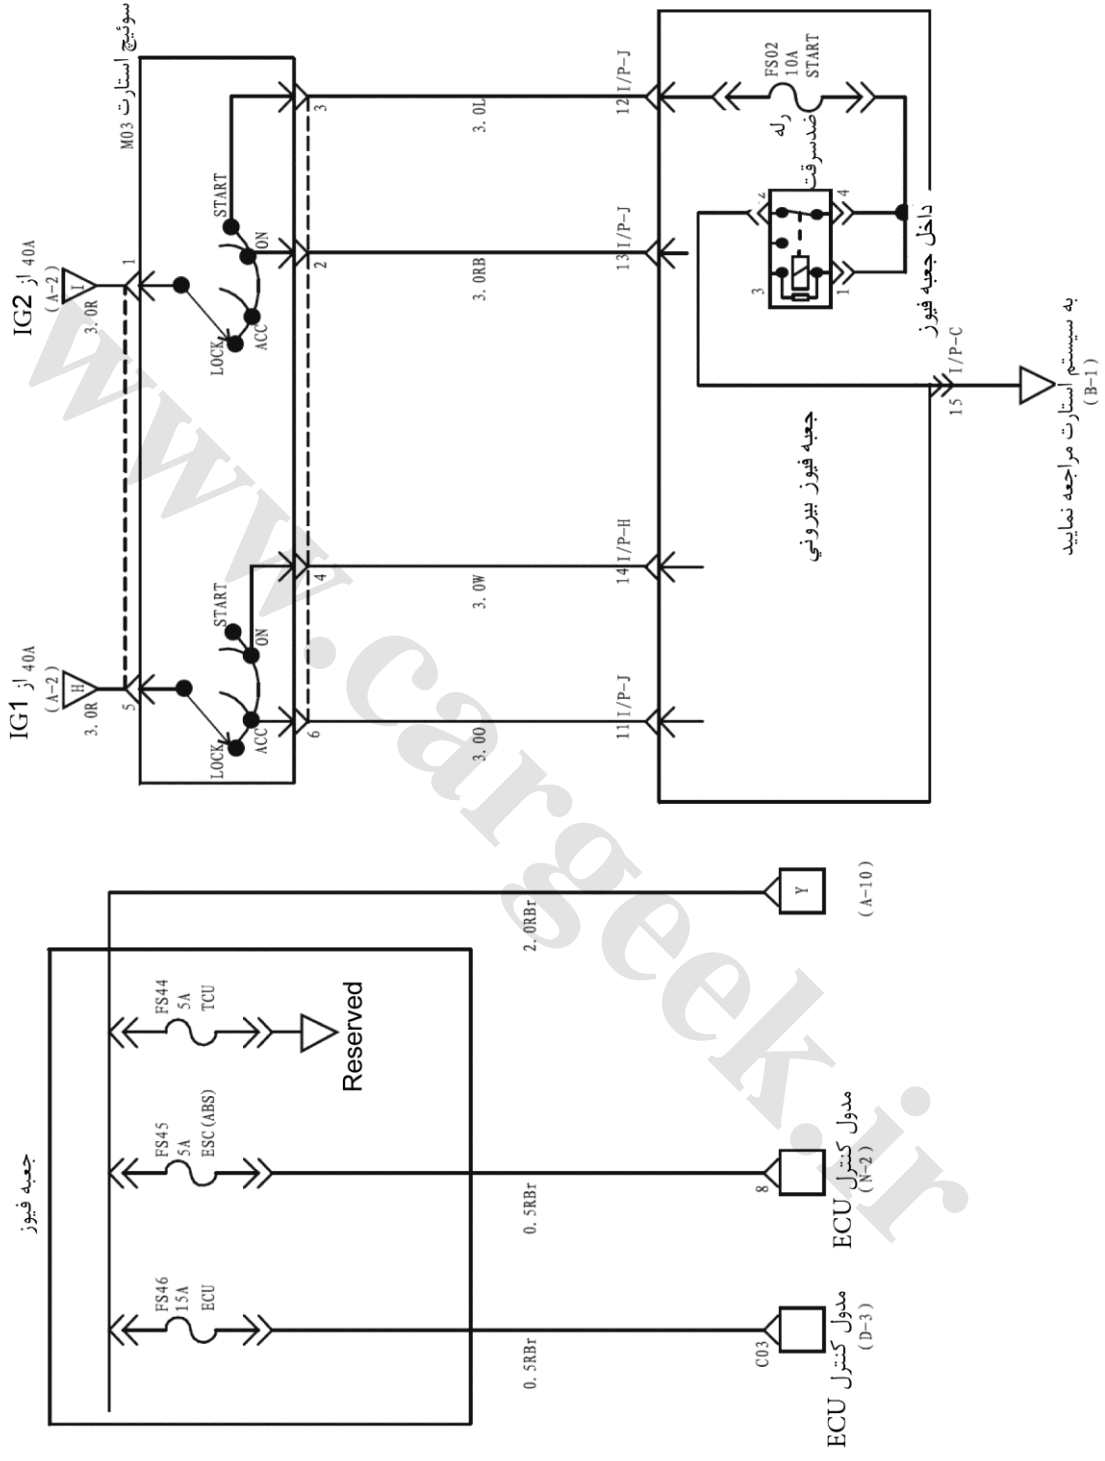 سوئیچ استارت M03
IG2 از 40A
(A-2)
I
3.0R
1
START
ON
ACC
LOCK
3
2
3.0L
3.0RB
12 I/P-J
13 I/P-J
FS02
10A
START
رله
ضدسرقت
2
4
3
1
داخل جعبه فیوز
15
I/P-C
به سیستم استارت مراجعه نمایید
(B-1)
جعبه فیوز بیرونی
IG1 از 40A
(A-2)
H
3.0R
5
START
ON
ACC
LOCK
4
6
3.0W
3.0O
14 I/P-H
11 I/P-J
جعبه فیوز
FS44
5A
TCU
Reserved
FS45
5A
ESC(ABS)
FS46
15A
ECU
2.0RBr
Y
(A-10)
0.5RBr
8
مدول کنترل ECU
(N-2)
0.5RBr
C03
مدول کنترل ECU
(D-3)
www.cargeek.ir